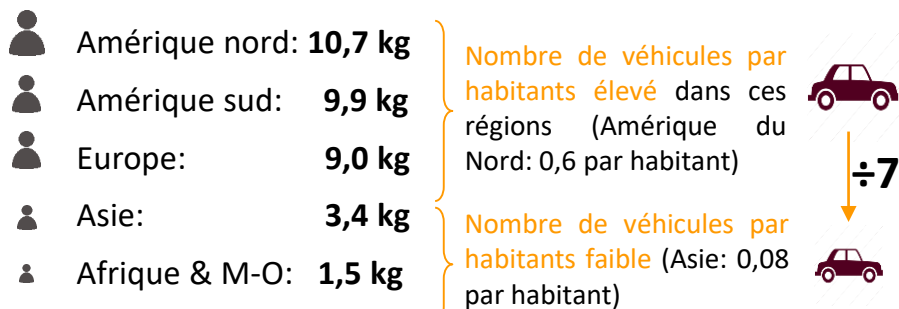 Amérique nord: 10,7 kg
Amérique sud: 9,9 kg
Europe: 9,0 kg
Asie: 3,4 kg
Afrique & M-O: 1,5 kg
Nombre de véhicules par
habitants élevé dans ces
régions (Amérique du
Nord: 0,6 par habitant)
Nombre de véhicules par
habitants faible (Asie: 0,08
par habitant)
÷7